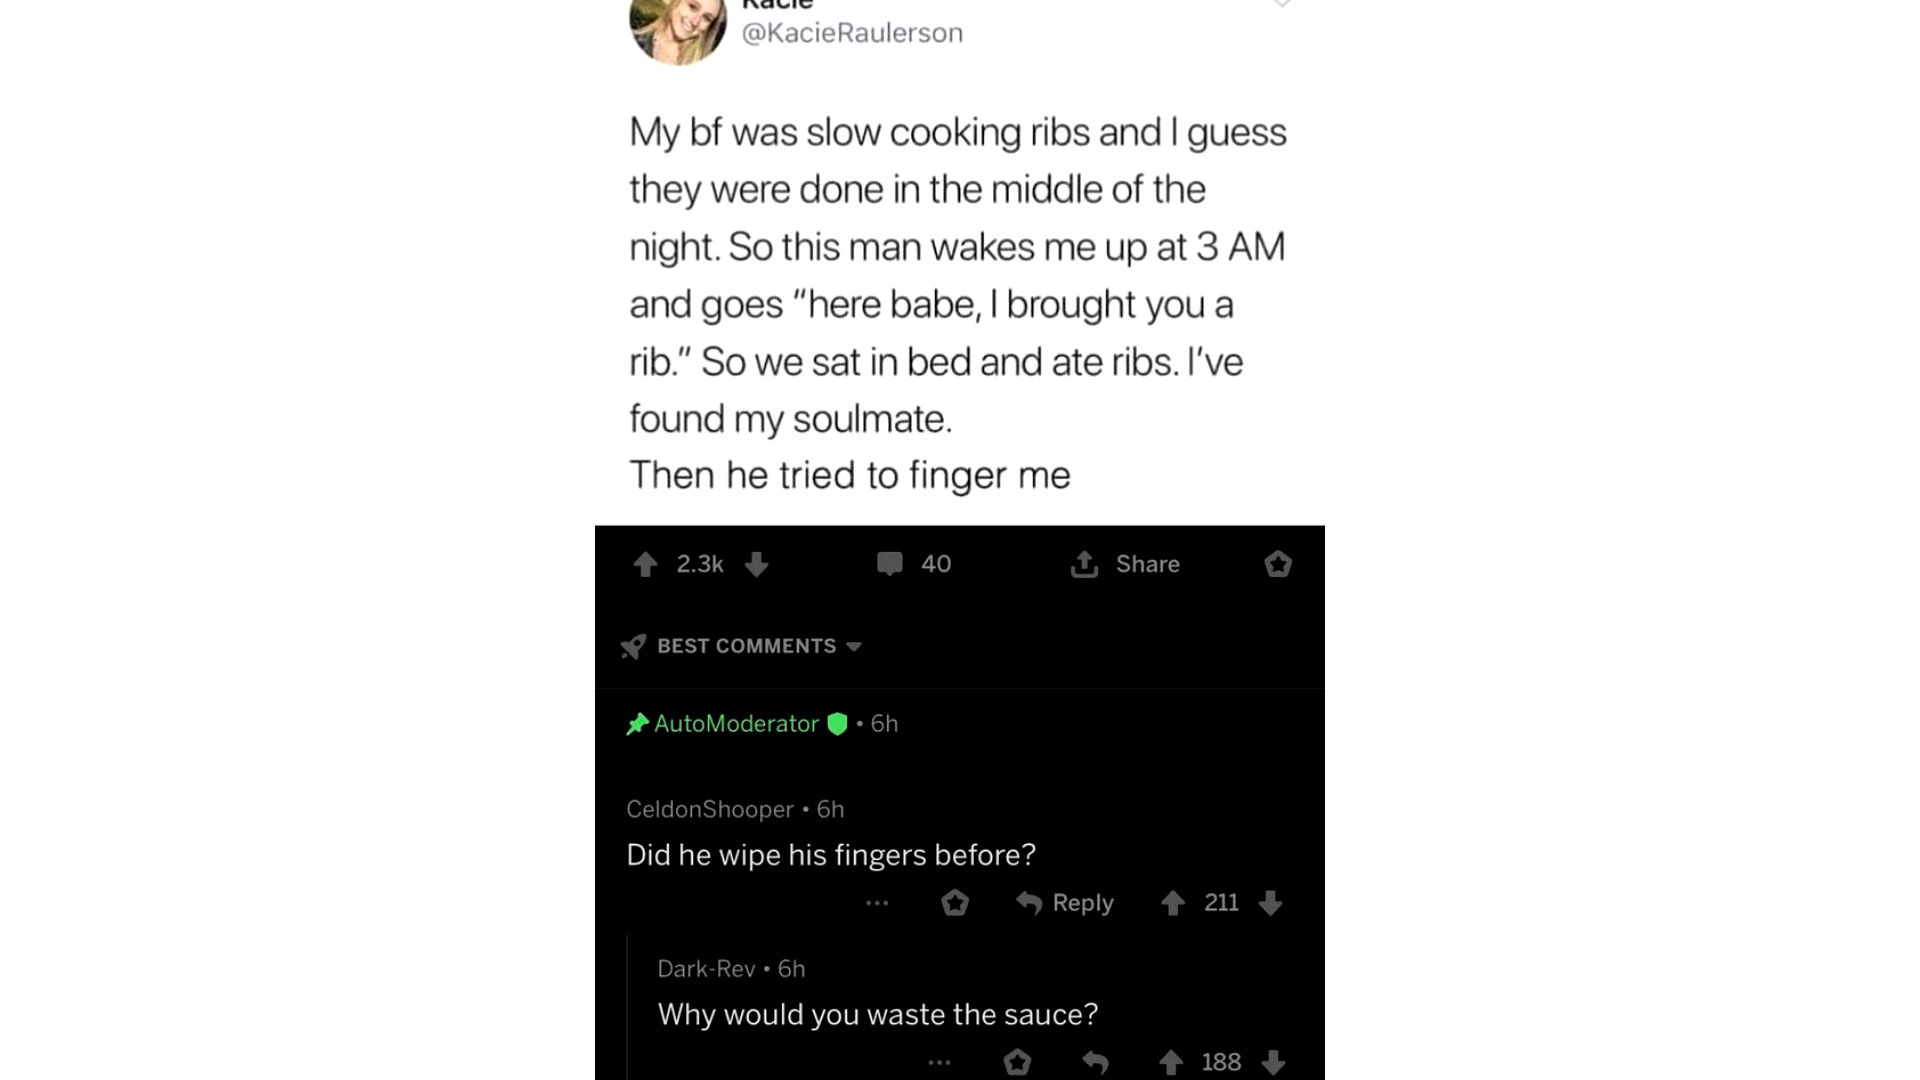 Kacie
@KacieRaulerson
My bf was slow cooking ribs and I guess
they were done in the middle of the
night. So this man wakes me up at 3 AM
and goes "here babe, I brought you a
rib." So we sat in bed and ate ribs. I've
found my soulmate.
Then he tried to finger me
2.3k 40 Share
BEST COMMENTS
AutoModerator • 6h
CeldonShooper • 6h
Did he wipe his fingers before?
... Reply 211
Dark-Rev • 6h
Why would you waste the sauce?
... 188